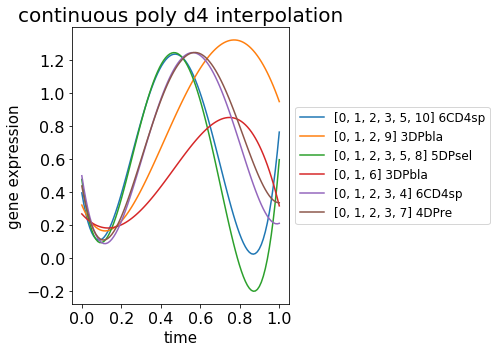 continuous poly d4 interpolation
gene expression
1.2
1.0
0.8
0.6
0.4
0.2
0.0
−0.2
0.0 0.2 0.4 0.6 0.8 1.0
time
[0, 1, 2, 3, 5, 10] 6CD4sp
[0, 1, 2, 9] 3DPbla
[0, 1, 2, 3, 5, 8] 5DPsel
[0, 1, 6] 3DPbla
[0, 1, 2, 3, 4] 6CD4sp
[0, 1, 2, 3, 7] 4DPre